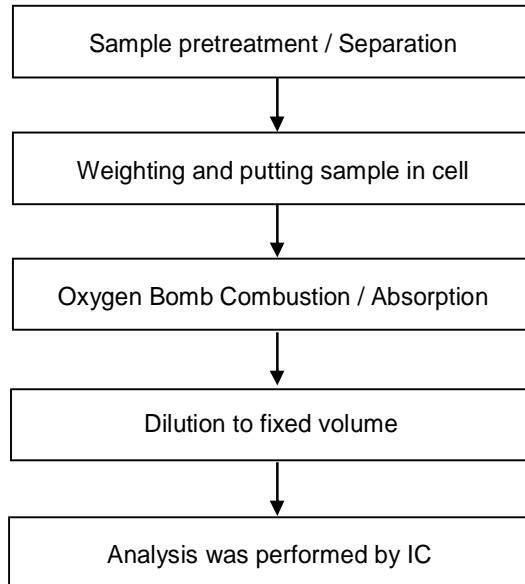 Sample pretreatment / Separation
Weighting and putting sample in cell
Oxygen Bomb Combustion / Absorption
Dilution to fixed volume
Analysis was performed by IC